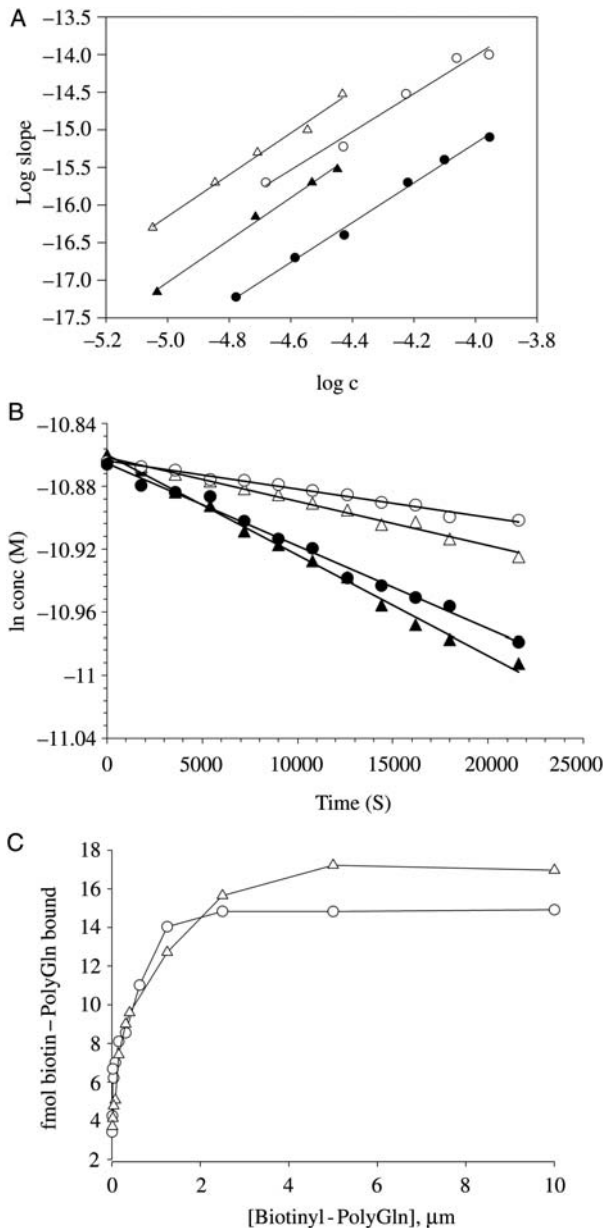 A
Log slope
−13.5
−14.0
−14.5
−15.0
−15.5
−16.0
−16.5
−17.0
−17.5
−5.2 −5.0 −4.8 −4.6 −4.4 −4.2 −4.0 −3.8
log c
B
ln conc (M)
−10.84
−10.88
−10.92
−10.96
−11
−11.04
0 5000 10000 15000 20000 25000
Time (S)
C
fmol biotin – PolyGln bound
18
16
14
12
10
8
6
4
2
0 2 4 6 8 10
[Biotinyl - PolyGln], μm